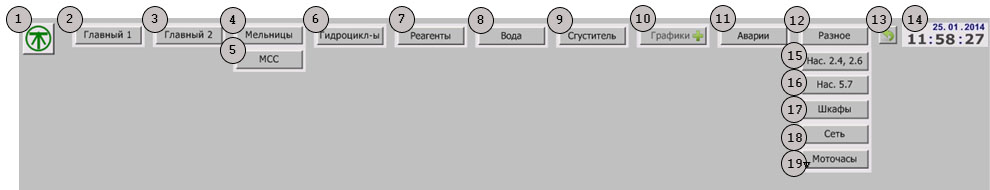 1 2 3 4 6 7 8 9 10 11 12 13 14
25.01.2014
Главный 1 Главный 2 Мельницы Гидроцикл-ы Реагенты Вода Сгуститель Графики Аварии Разное 11:58:27
5 МСС 15 Нас. 2.4, 2.6
16 Нас. 5.7
17 Шкафы
18 Сеть
19 Моточасы